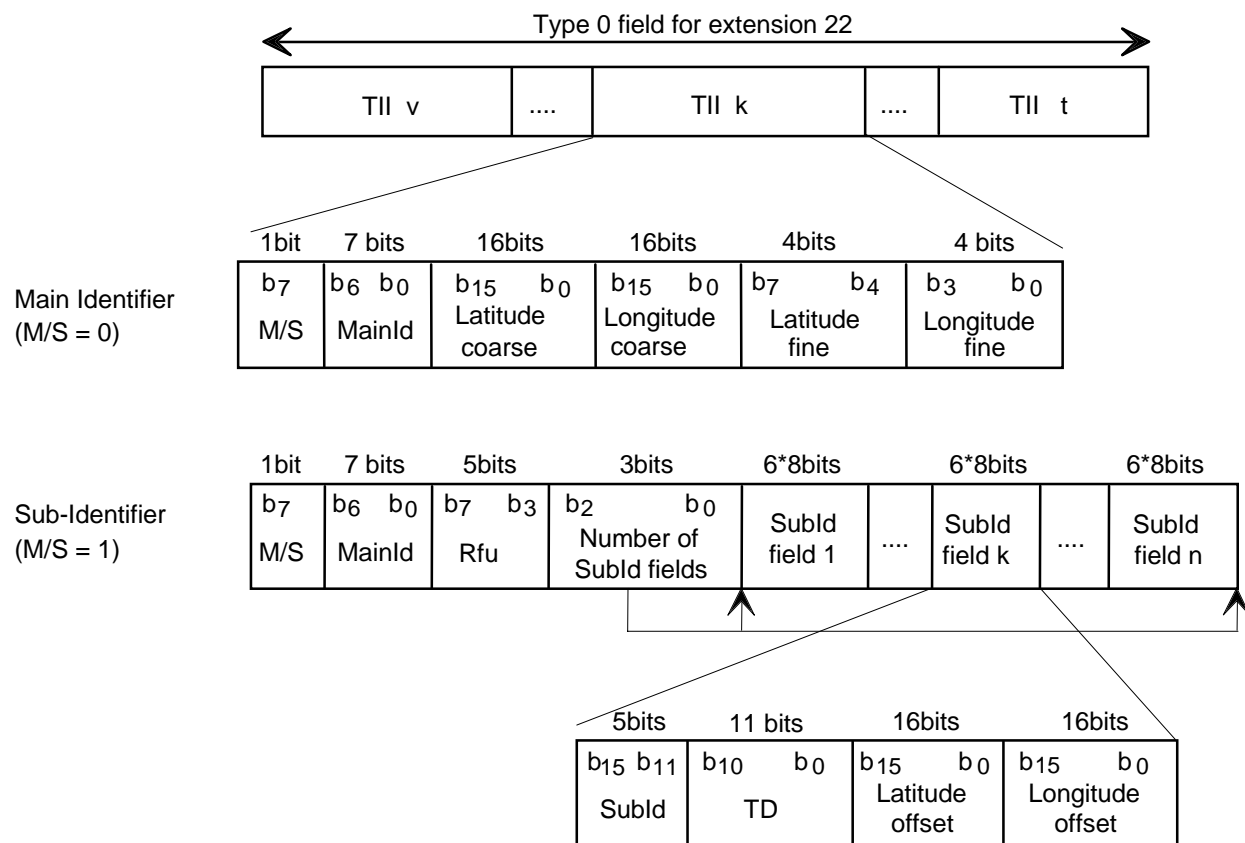 Type 0 field for extension 22
TII v .... TII k .... TII t
1bit 7 bits 16bits 16bits 4bits 4 bits
Main Identifier
(M/S = 0)
b7 b6 b0 b15 b0 b15 b0 b7 b4 b3 b0
M/S MainId Latitude Longitude Latitude Longitude
coarse coarse fine fine
1bit 7 bits 5bits 3bits 6*8bits 6*8bits 6*8bits
Sub-Identifier
(M/S = 1)
b7 b6 b0 b7 b3 b2 b0
M/S MainId Rfu Number of
SubId fields
SubId
field 1
....
SubId
field k
....
SubId
field n
5bits 11 bits 16bits 16bits
b15 b11 b10 b0 b15 b0 b15 b0
SubId TD Latitude Longitude
offset offset